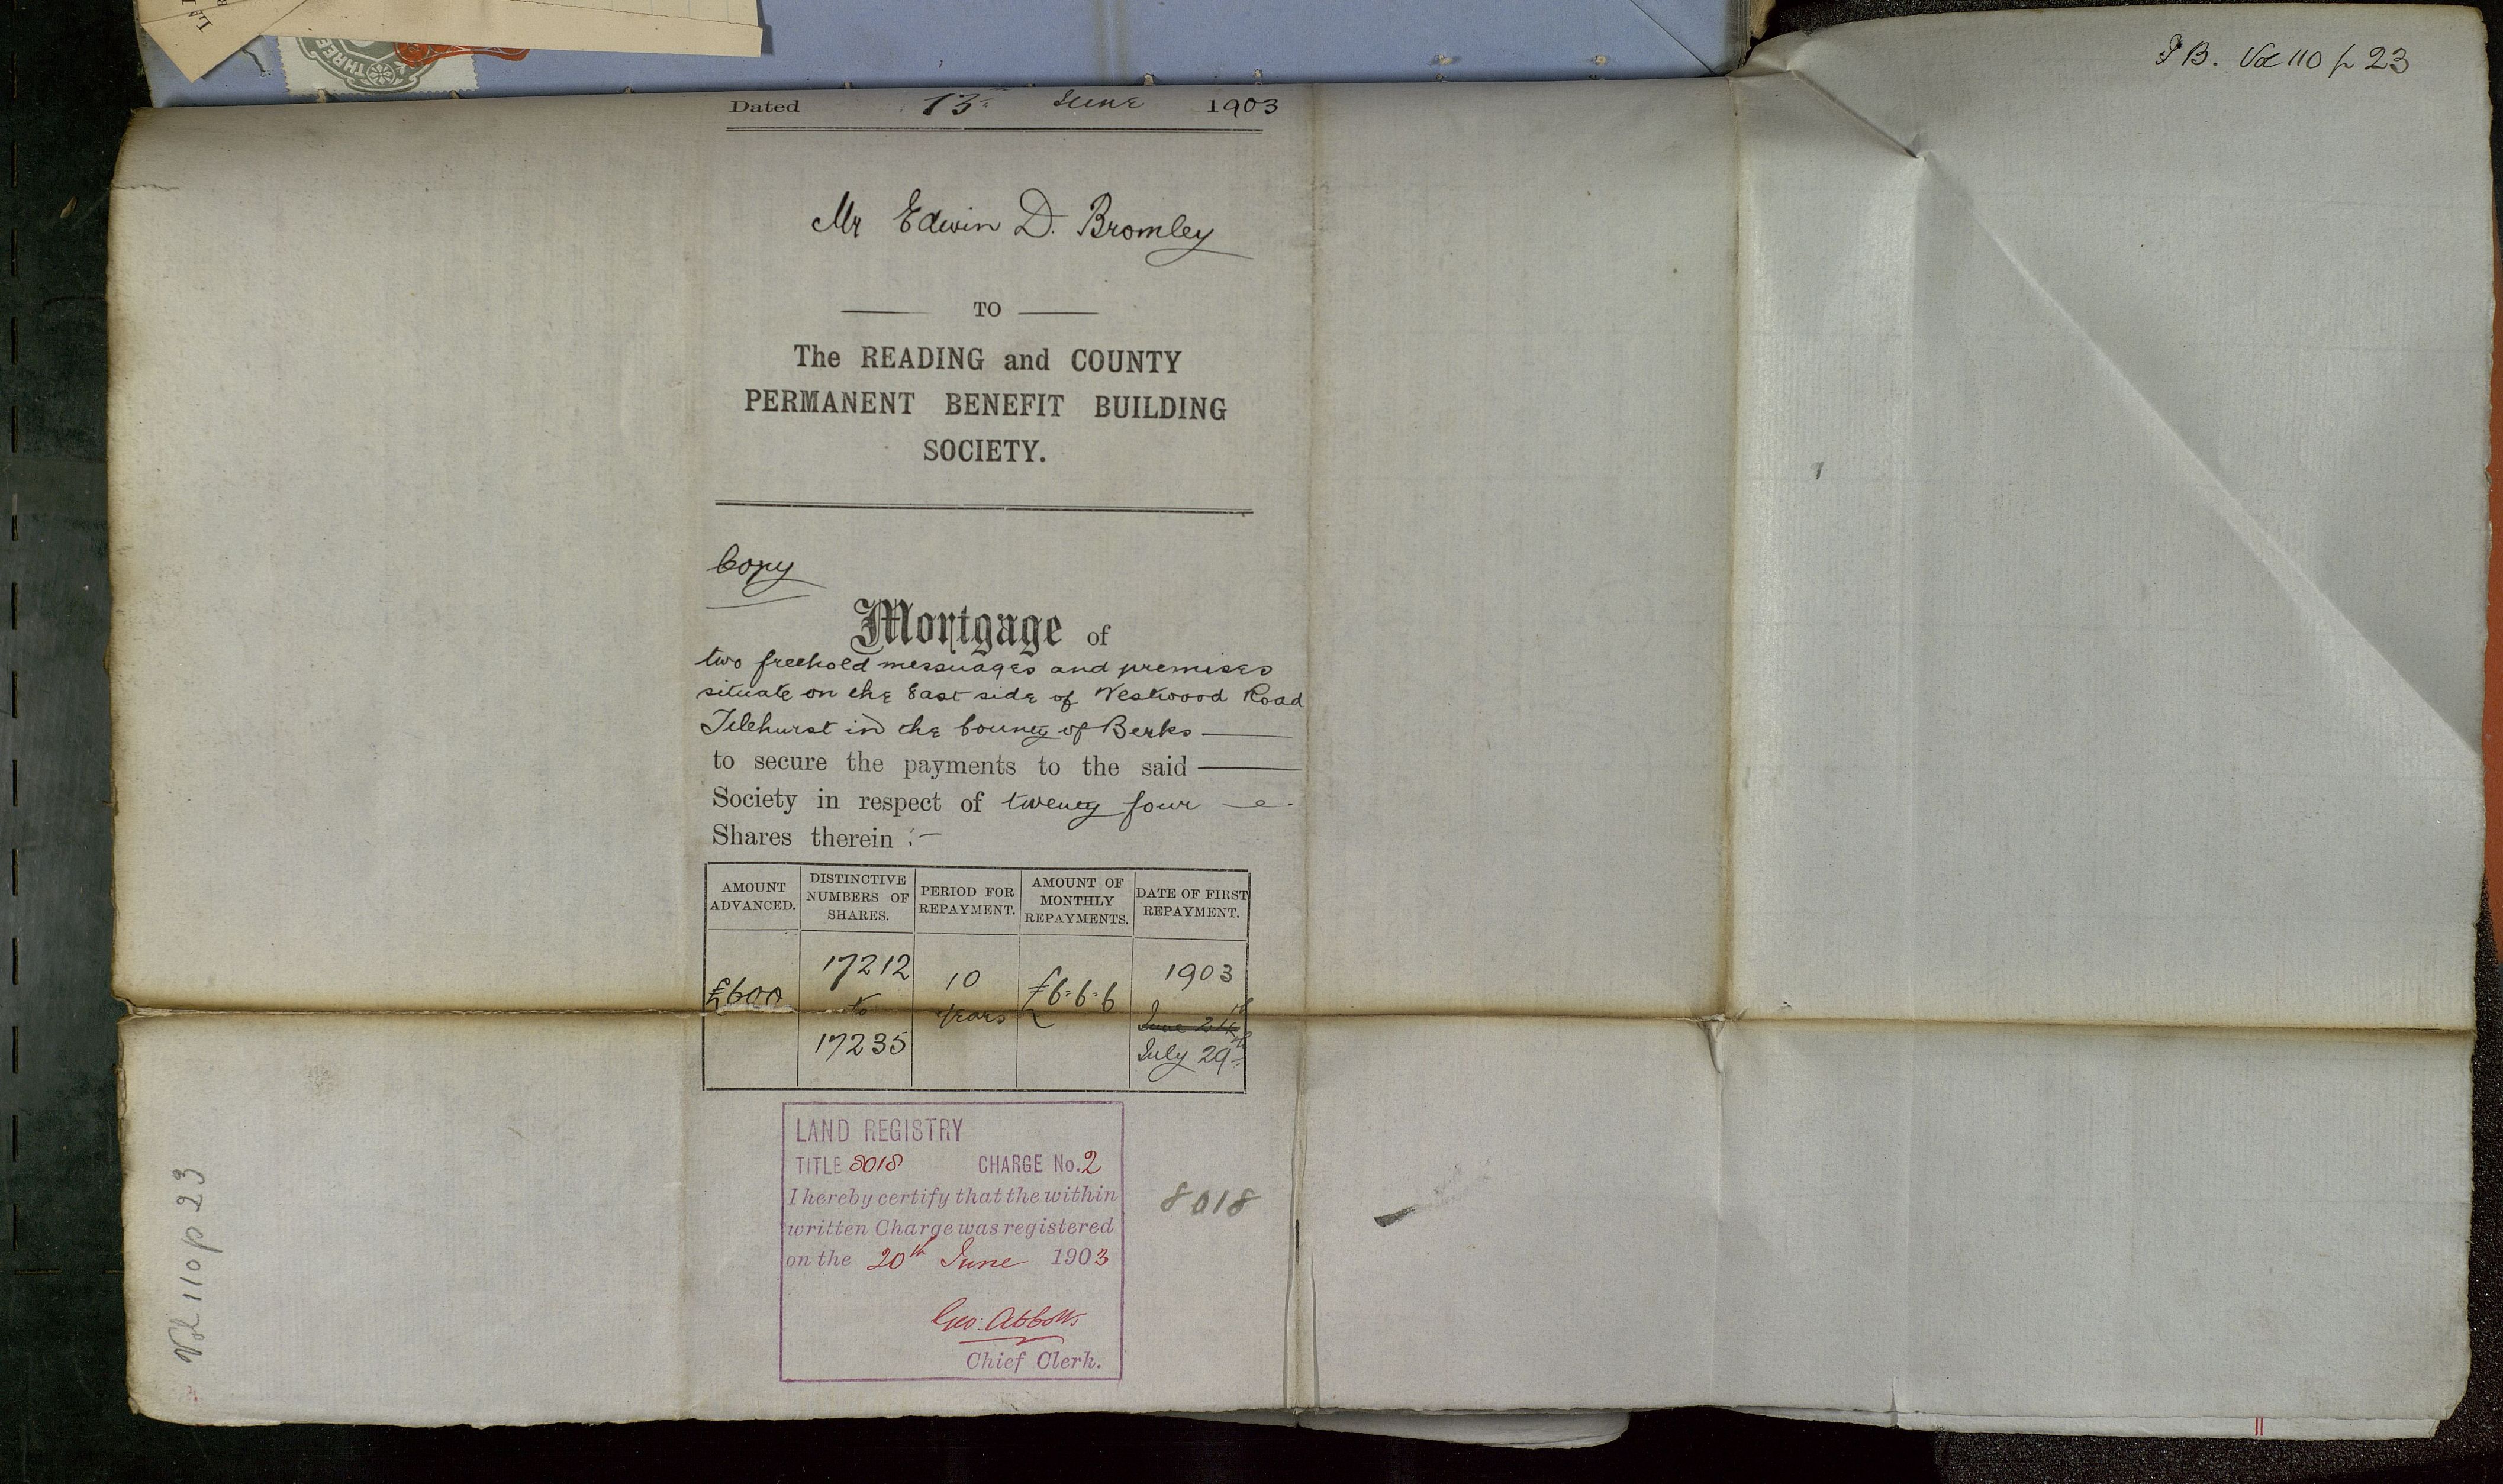 THREE
P B. Vol 110 p 23
Dated 13th June 1903
Mr Edwin D. Bromley
TO
The READING and COUNTY
PERMANENT BENEFIT BUILDING
SOCIETY.
Copy
Mortgage of
two freehold messuages and premises
situate on the East side of Westwood Road
Tilehurst in the County of Berks
to secure the payments to the said
Society in respect of twenty four
Shares therein :-
AMOUNT ADVANCED. DISTINCTIVE NUMBERS OF SHARES. PERIOD FOR REPAYMENT. AMOUNT OF MONTHLY REPAYMENTS. DATE OF FIRST REPAYMENT.
£600 17212 to 17235 10 years £6.6.6 1903 June 24th July 29th
LAND REGISTRY
TITLE 8018 CHARGE No. 2
I hereby certify that the within
written Charge was registered
on the 20th June 1903
Geo. Abbotts
Chief Clerk.
8018
Vol 110 p 23